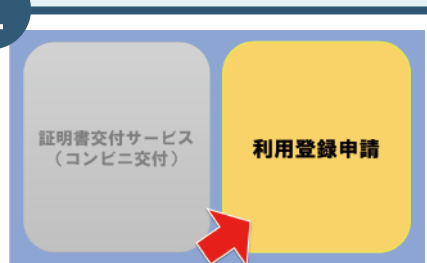 証明書交付サービス
（コンビニ交付）
利用登録申請